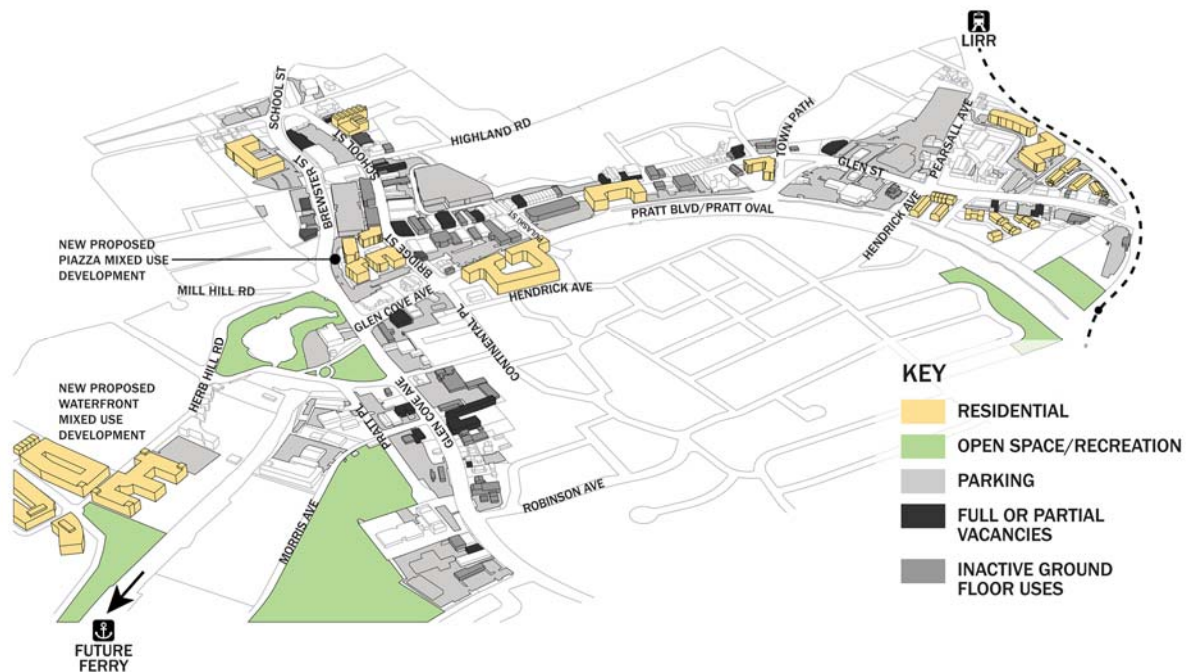 LIRR
SCHOOL ST
SCHOOL ST
HIGHLAND RD
TOWN PATH
PEARSALL AVE
GLEN ST
BREWSTER ST
BRIDGE ST
PULASKI ST
PRATT BLVD/PRATT OVAL
HENDRICK AVE
NEW PROPOSED
PIAZZA MIXED USE
DEVELOPMENT
MILL HILL RD
GLEN COVE AVE
HENDRICK AVE
CONTINENTAL PL
HERB HILL RD
NEW PROPOSED
WATERFRONT
MIXED USE
DEVELOPMENT
PRATT PL
GLEN COVE AVE
MORRIS AVE
ROBINSON AVE
FUTURE
FERRY
KEY
RESIDENTIAL
OPEN SPACE/RECREATION
PARKING
FULL OR PARTIAL
VACANCIES
INACTIVE GROUND
FLOOR USES